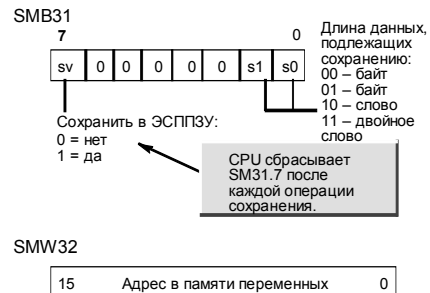 SMB31
7 0
sv 0 0 0 0 0 s1 s0
Длина данных,
подлежащих
сохранению:
00 – байт
01 – байт
10 – слово
11 – двойное
слово
Сохранить в ЭСППЗУ:
0 = нет
1 = да
CPU сбрасывает
SM31.7 после
каждой операции
сохранения.
SMW32
15 Адрес в памяти переменных 0